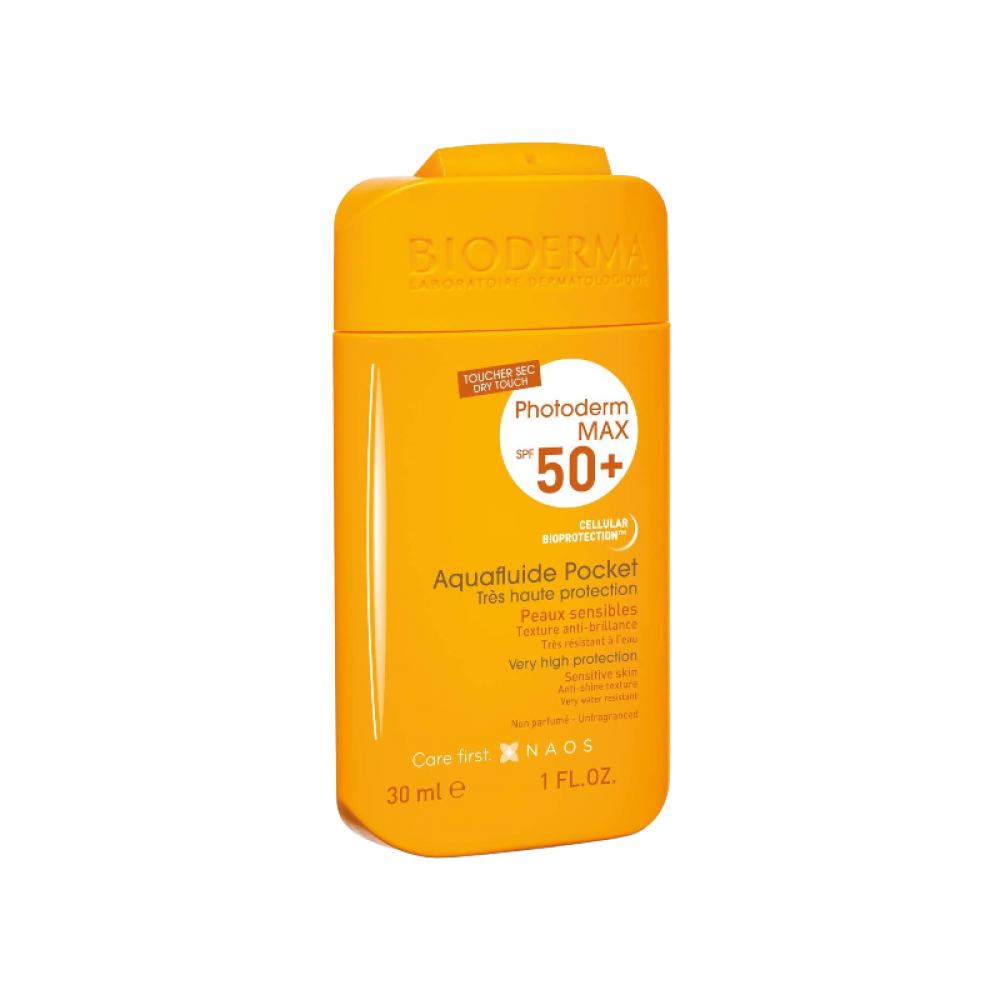 BIODERMA
LABORATOIRE DERMATOLOGIQUE
TOUCHER SEC
DRY TOUCH
Photoderm
MAX
SPF 50+
CELLULAR
BIOPROTECTION™
Aquafluide Pocket
Très haute protection
Peaux sensibles
Texture anti-brillance
Très résistant à l'eau
Very high protection
Sensitive skin
Anti-shine texture
Very water resistant
Non parfumé - Unfragranced
Care first. NAOS
30 ml e 1 FL.OZ.